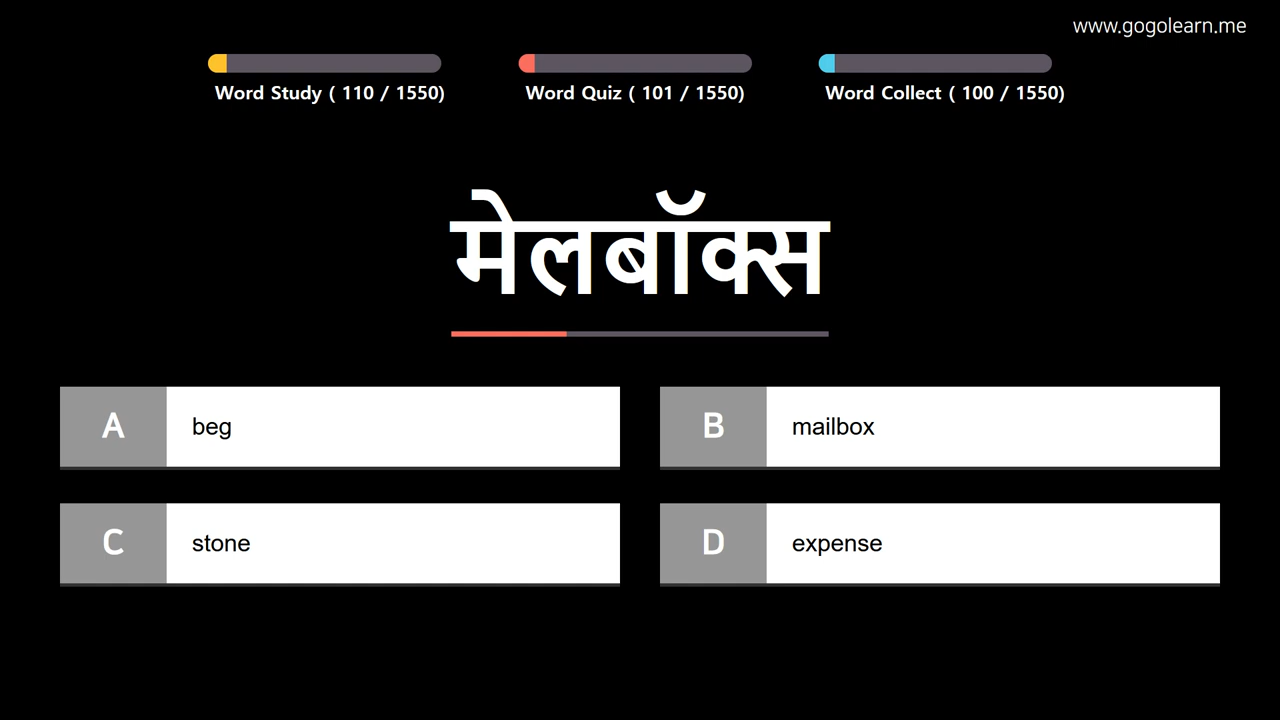 www.gogolearn.me
Word Study ( 110 / 1550)
Word Quiz ( 101 / 1550)
Word Collect ( 100 / 1550)
मेलबॉक्स
A
beg
B
mailbox
C
stone
D
expense